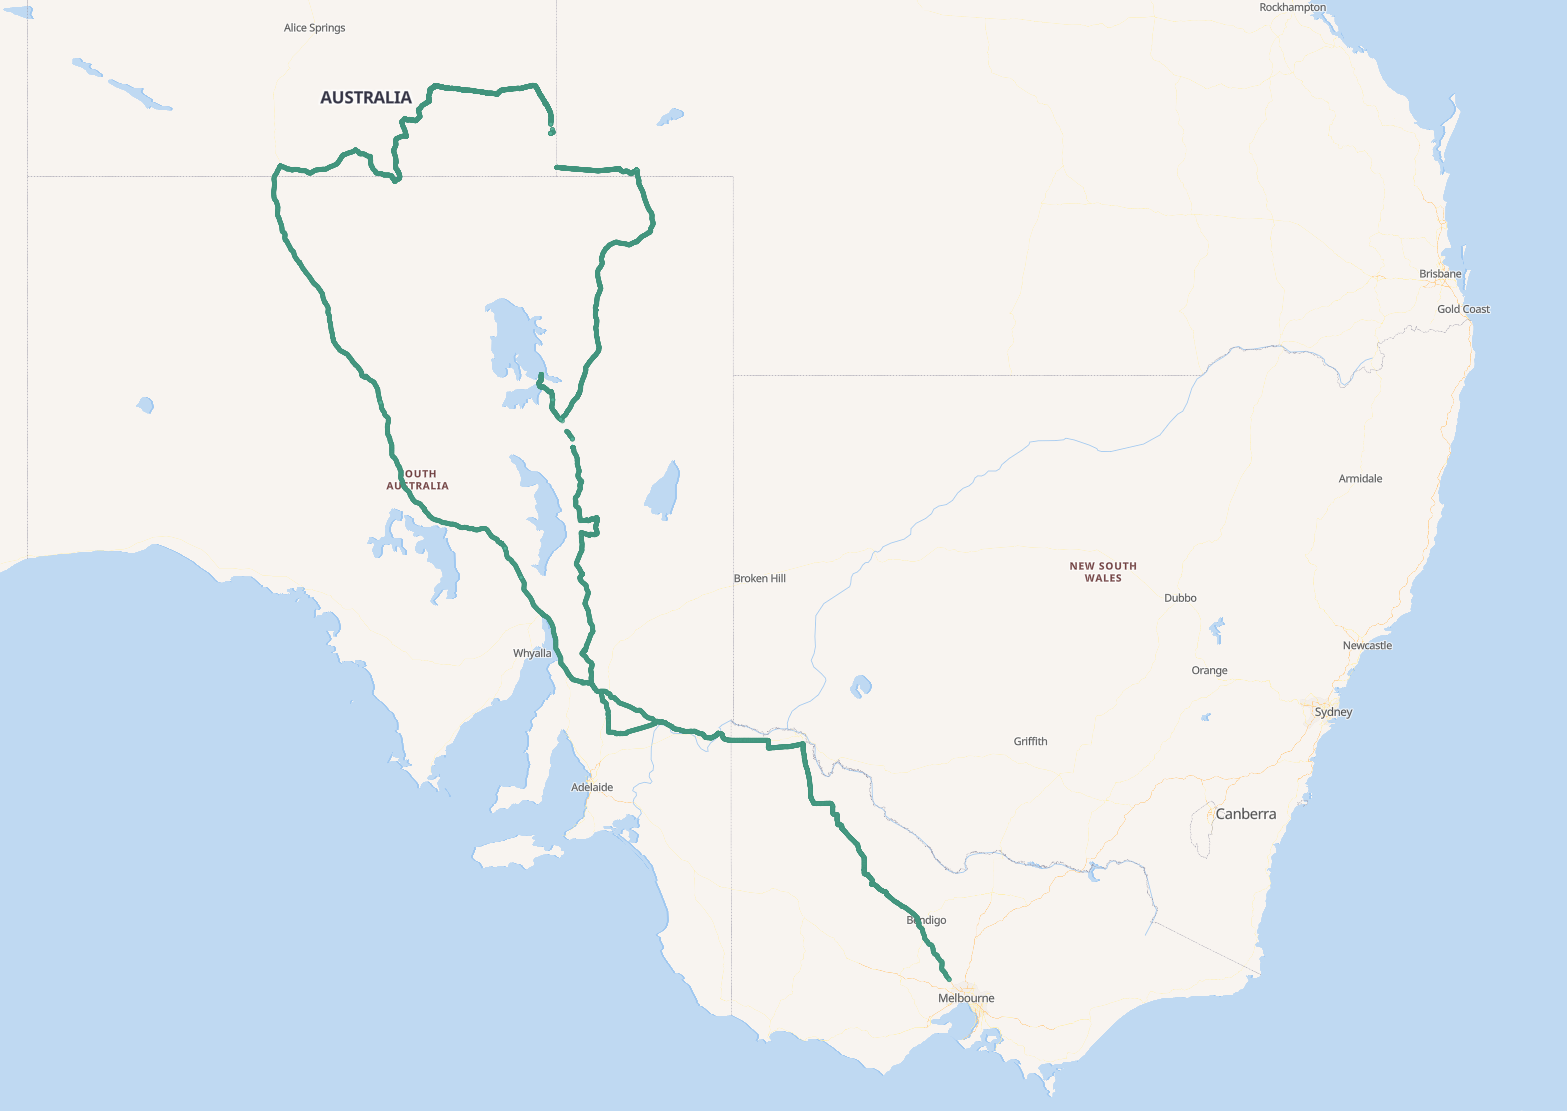 Rockhampton
Alice Springs
AUSTRALIA
Brisbane
Gold Coast
OUTH
AUSTRALIA
Armidale
NEW SOUTH
WALES
Broken Hill
Dubbo
Newcastle
Whyalla
Orange
Sydney
Griffith
Adelaide
Canberra
Bendigo
Melbourne